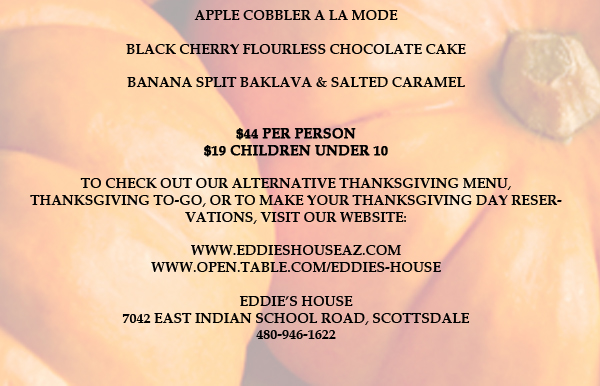 APPLE COBBLER A LA MODE
BLACK CHERRY FLOURLESS CHOCOLATE CAKE
BANANA SPLIT BAKLAVA & SALTED CARAMEL
$44 PER PERSON
$19 CHILDREN UNDER 10
TO CHECK OUT OUR ALTERNATIVE THANKSGIVING MENU,
THANKSGIVING TO-GO, OR TO MAKE YOUR THANKSGIVING DAY RESER-
VATIONS, VISIT OUR WEBSITE:
WWW.EDDIESHOUSEAZ.COM
WWW.OPEN.TABLE.COM/EDDIES-HOUSE
EDDIE’S HOUSE
7042 EAST INDIAN SCHOOL ROAD, SCOTTSDALE
480-946-1622